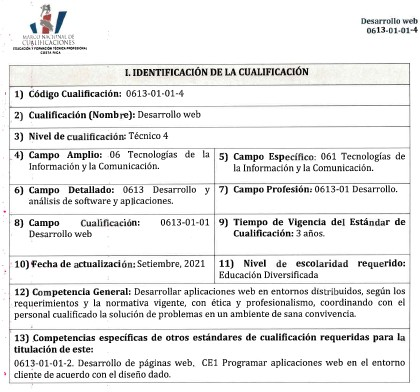 MARCO NACIONAL DE
CUALIFICACIONES
EDUCACIÓN Y FORMACIÓN TÉCNICA PROFESIONAL
COSTA RICA
Desarrollo web
0613-01-01-4
I. IDENTIFICACIÓN DE LA CUALIFICACIÓN
1) Código Cualificación: 0613-01-01-4
2) Cualificación (Nombre): Desarrollo web
3) Nivel de cualificación: Técnico 4
4) Campo Amplio: 06 Tecnologías de la
Información y la Comunicación.
5) Campo Específico: 061 Tecnologías de
la Información y la Comunicación.
6) Campo Detallado: 0613 Desarrollo y
análisis de software y aplicaciones.
7) Campo Profesión: 0613-01 Desarrollo.
8) Campo Cualificación: 0613-01-01
Desarrollo web
9) Tiempo de Vigencia del Estándar de
Cualificación: 3 años.
10) Fecha de actualización: Setiembre, 2021
11) Nivel de escolaridad requerido:
Educación Diversificada
12) Competencia General: Desarrollar aplicaciones web en entornos distribuidos, según los
requerimientos y la normativa vigente, con ética y profesionalismo, coordinando con el
personal cualificado la solución de problemas en un ambiente de sana convivencia.
13) Competencias específicas de otros estándares de cualificación requeridas para la
titulación de este:
0613-01-01-2. Desarrollo de páginas web, CE1 Programar aplicaciones web en el entorno
cliente de acuerdo con el diseño dado.